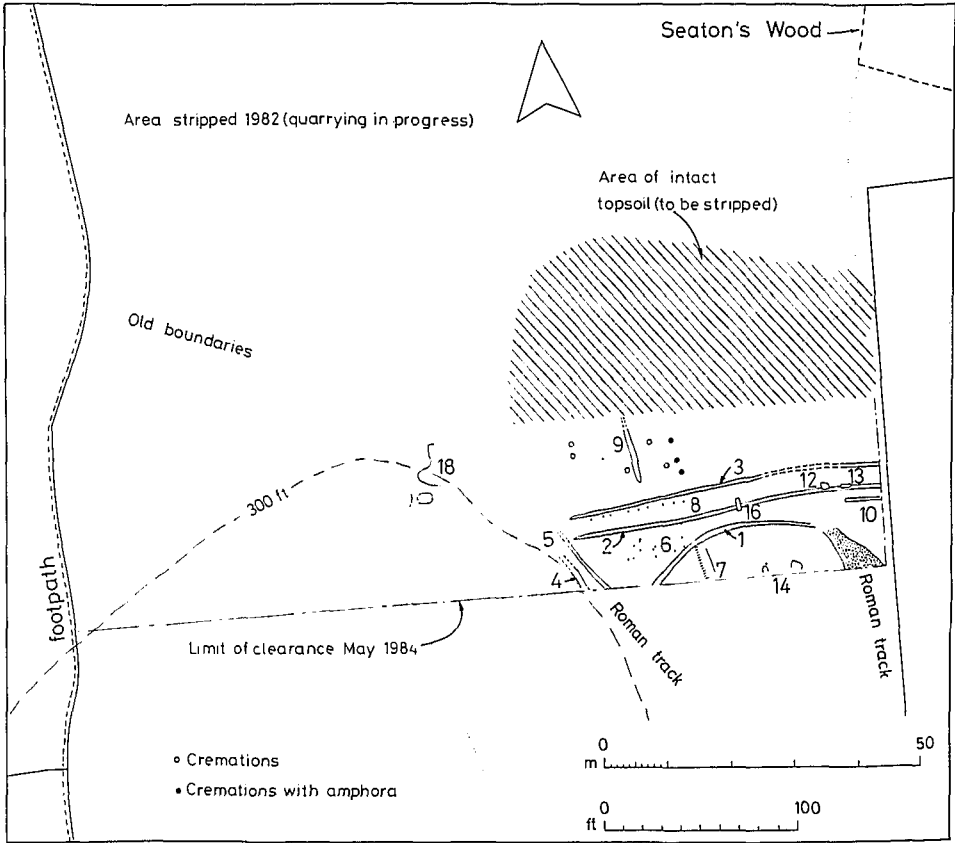 Seaton's Wood
Area stripped 1982 (quarrying in progress)
Area of intact
topsoil (to be stripped)
Old boundaries
9
18
3
12
13
300 ft
8
10
16
2
6
1
5
4
7
14
footpath
Roman track
Roman track
Limit of clearance May 1984
0
50
m
Cremations
Cremations with amphora
0
100
ft